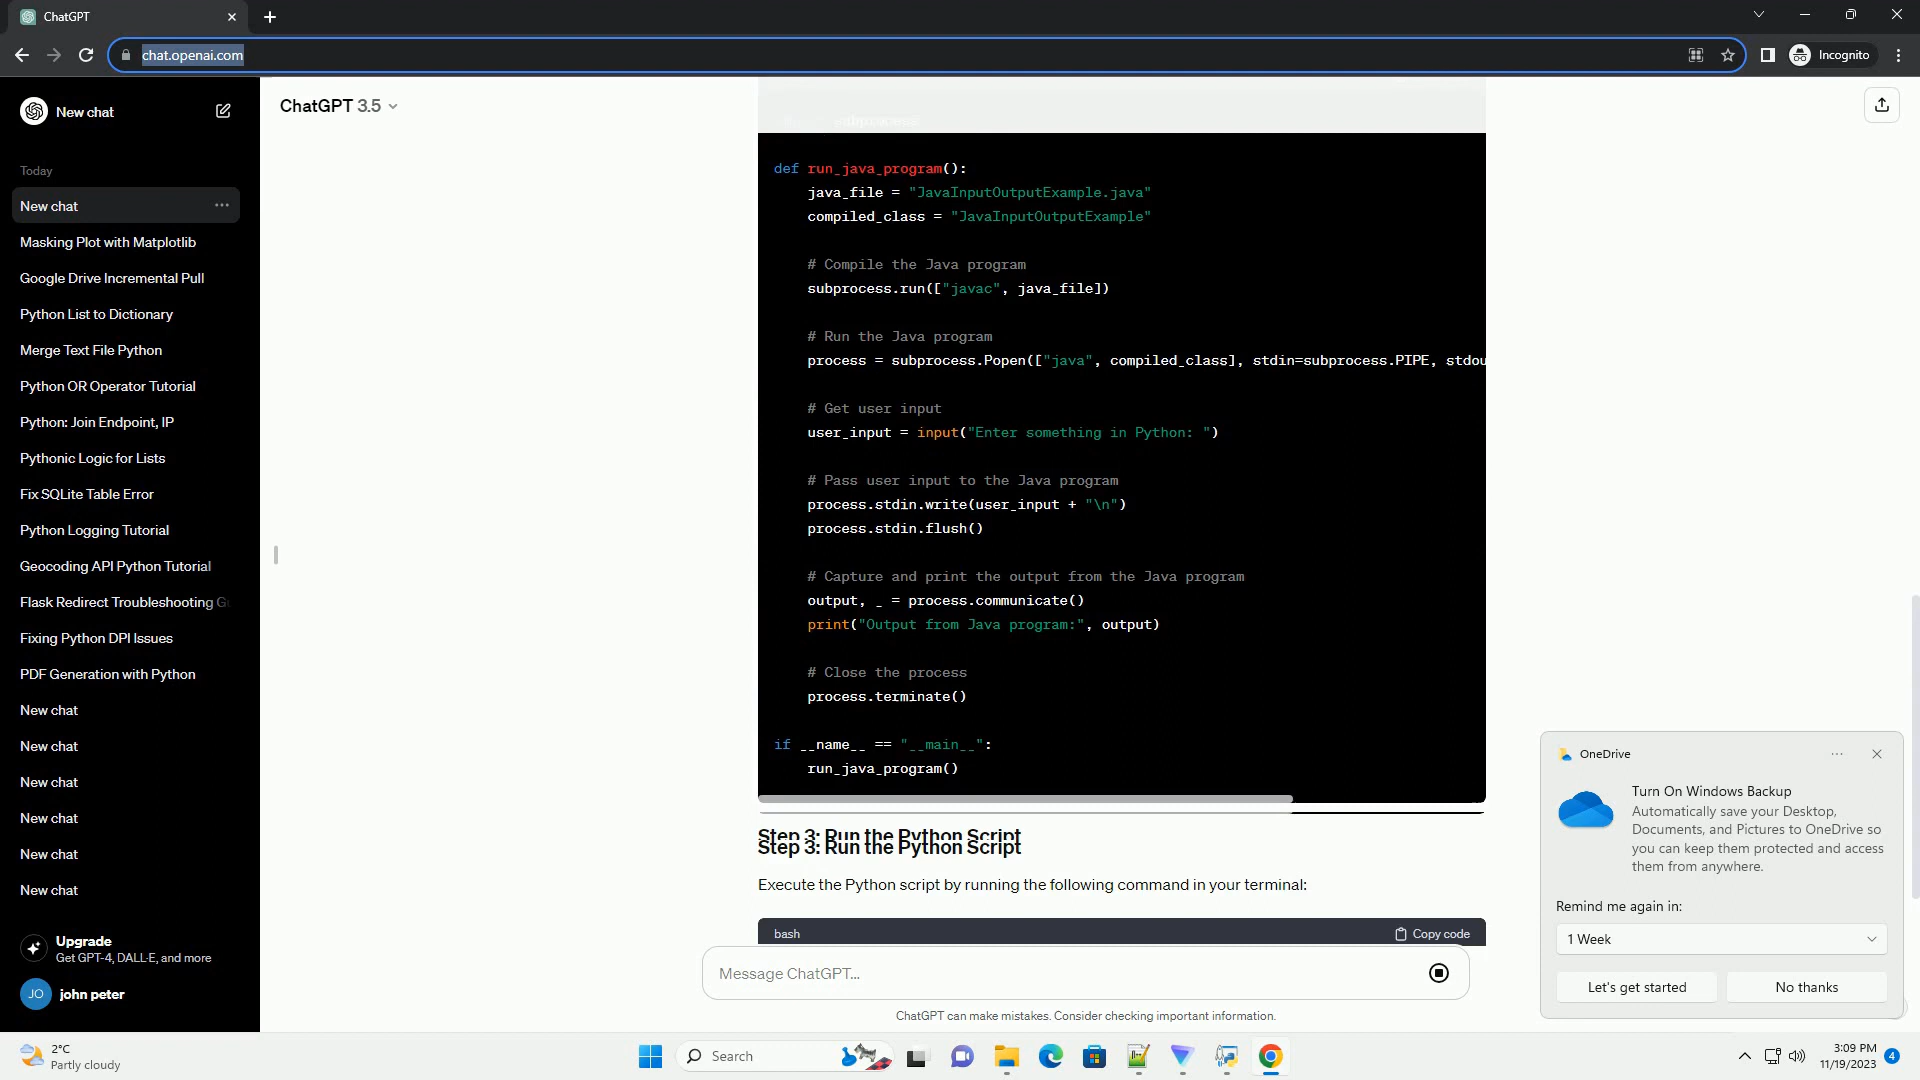 ChatGPT
chat.openai.com
Incognito
New chat
ChatGPT 3.5
Today
New chat
Masking Plot with Matplotlib
Google Drive Incremental Pull
Python List to Dictionary
Merge Text File Python
Python OR Operator Tutorial
Python: Join Endpoint, IP
Pythonic Logic for Lists
Fix SQLite Table Error
Python Logging Tutorial
Geocoding API Python Tutorial
Flask Redirect Troubleshooting
Fixing Python DPI Issues
PDF Generation with Python
New chat
New chat
New chat
New chat
New chat
New chat
Upgrade
Get GPT-4, DALL·E, and more
JO john peter
subprocess
def run_java_program():
java_file = "JavaInputOutputExample.java"
compiled_class = "JavaInputOutputExample"
# Compile the Java program
subprocess.run(["javac", java_file])
# Run the Java program
process = subprocess.Popen(["java", compiled_class], stdin=subprocess.PIPE, stdou
# Get user input
user_input = input("Enter something in Python: ")
# Pass user input to the Java program
process.stdin.write(user_input + "\n")
process.stdin.flush()
# Capture and print the output from the Java program
output, _ = process.communicate()
print("Output from Java program:", output)
# Close the process
process.terminate()
if __name__ == "__main__":
run_java_program()
Step 3: Run the Python Script
Step 3: Run the Python Script
Execute the Python script by running the following command in your terminal:
bash Copy code
Message ChatGPT...
ChatGPT can make mistakes. Consider checking important information.
OneDrive
Turn On Windows Backup
Automatically save your Desktop,
Documents, and Pictures to OneDrive so
you can keep them protected and access
them from anywhere.
Remind me again in:
1 Week
Let's get started No thanks
2°C
Partly cloudy
Search
3:09 PM
11/19/2023
4